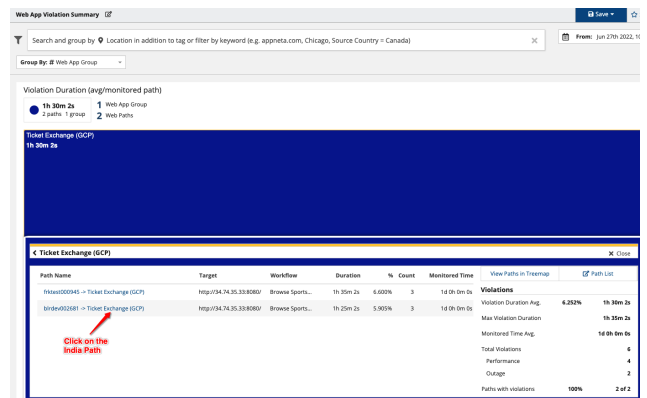 Web App Violation Summary
Save
Search and group by Location in addition to tag or filter by keyword (e.g. appneta.com, Chicago, Source Country = Canada)
From: Jun 27th 2022, 10
Group By: # Web App Group
Violation Duration (avg/monitored path)
1h 30m 2s
2 paths 1 group
1 Web App Group
2 Web Paths
Ticket Exchange (GCP)
1h 30m 2s
Ticket Exchange (GCP)
Close
Path Name Target Workflow Duration % Count Monitored Time
frktest000945 -> Ticket Exchange (GCP) http://34.74.35.33:8080/ Browse Sports... 1h 35m 2s 6.600% 3 1d 0h 0m 0s
blrdev002681 -> Ticket Exchange (GCP) http://34.74.35.33:8080/ Browse Sports... 1h 25m 2s 5.905% 3 1d 0h 0m 0s
Click on the
India Path
View Paths in Treemap
Path List
Violations
Violation Duration Avg. 6.252% 1h 30m 2s
Max Violation Duration 1h 35m 2s
Monitored Time Avg. 1d 0h 0m 0s
Total Violations 6
Performance 4
Outage 2
Paths with violations 100% 2 of 2